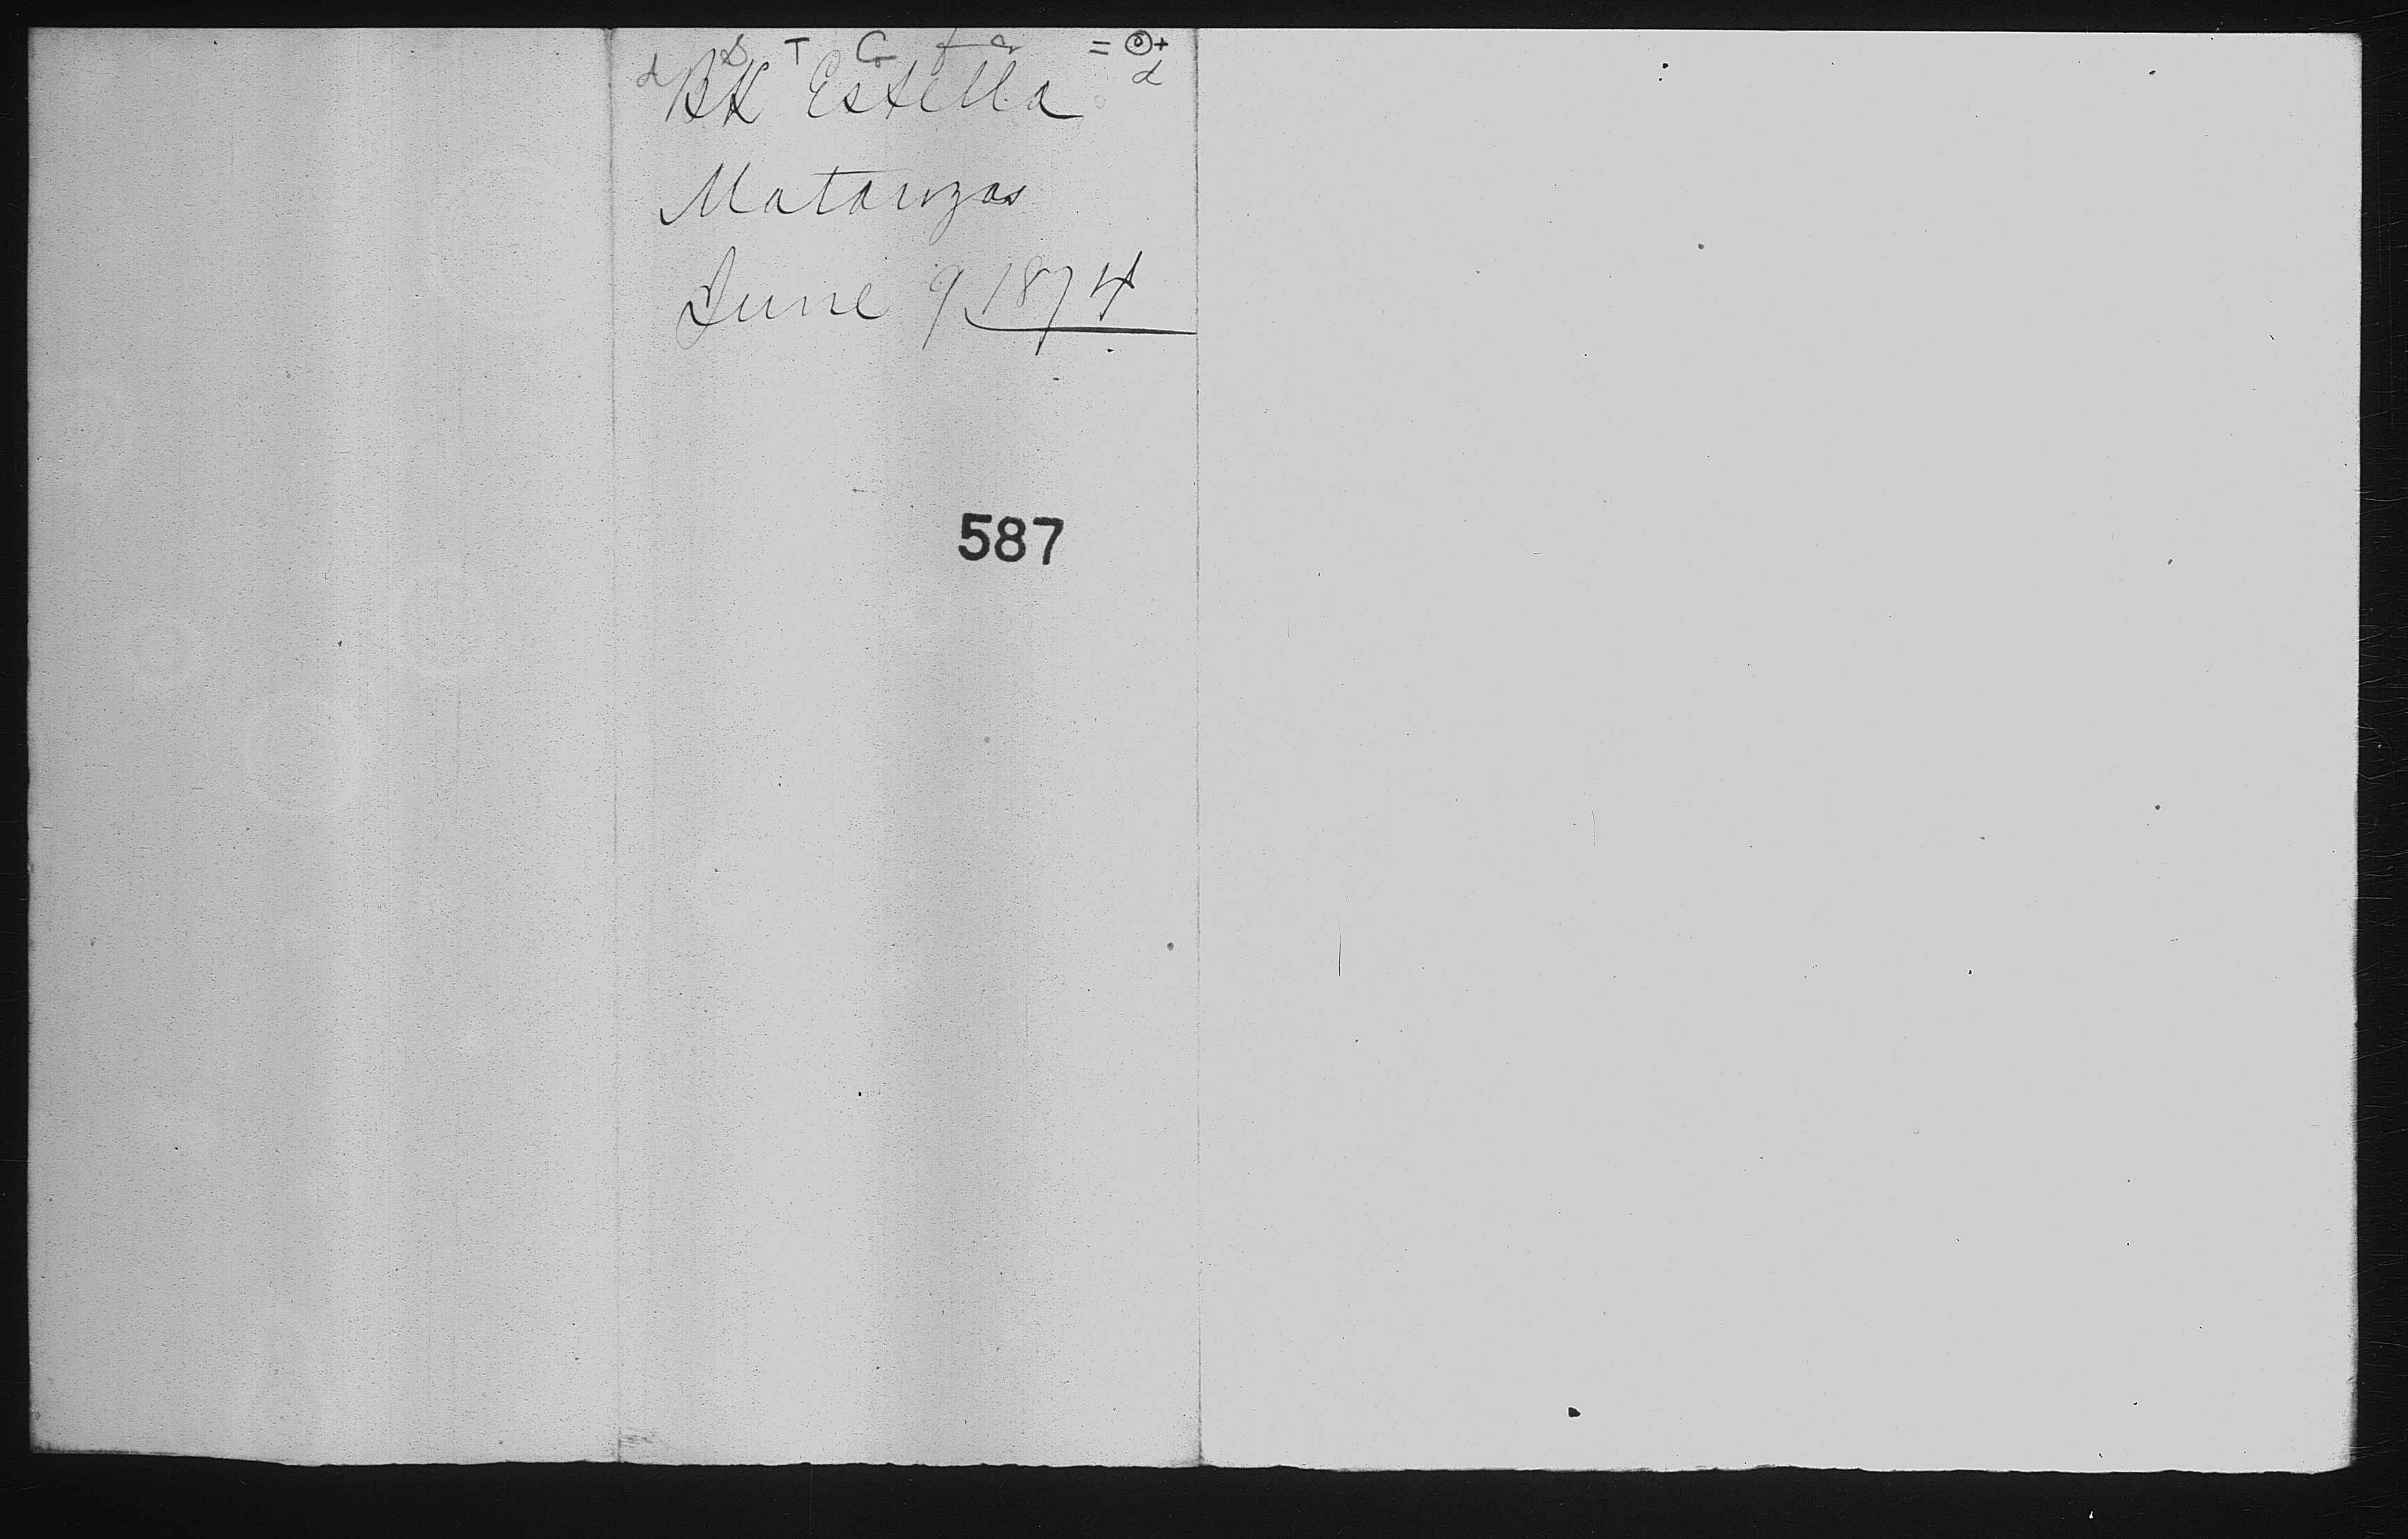 D T C
BK Estella
Matanzas
June 9 1874
587